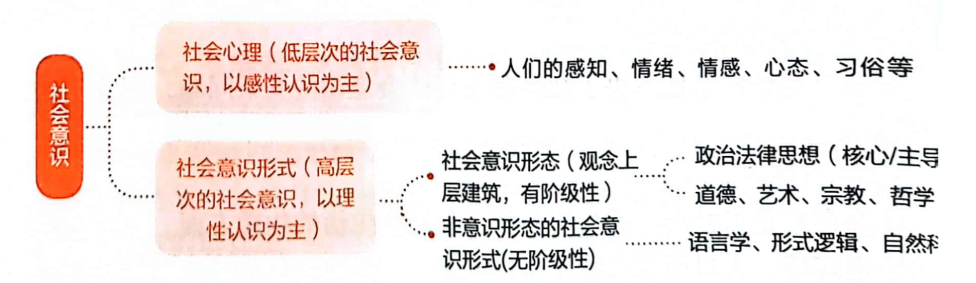 社会意识
社会心理（低层次的社会意
识，以感性认识为主）
人们的感知、情绪、情感、心态、习俗等
社会意识形式（高层
次的社会意识，以理
性认识为主）
社会意识形态（观念上
层建筑，有阶级性）
政治法律思想（核心/主导
道德、艺术、宗教、哲学
非意识形态的社会意
识形式(无阶级性)
语言学、形式逻辑、自然